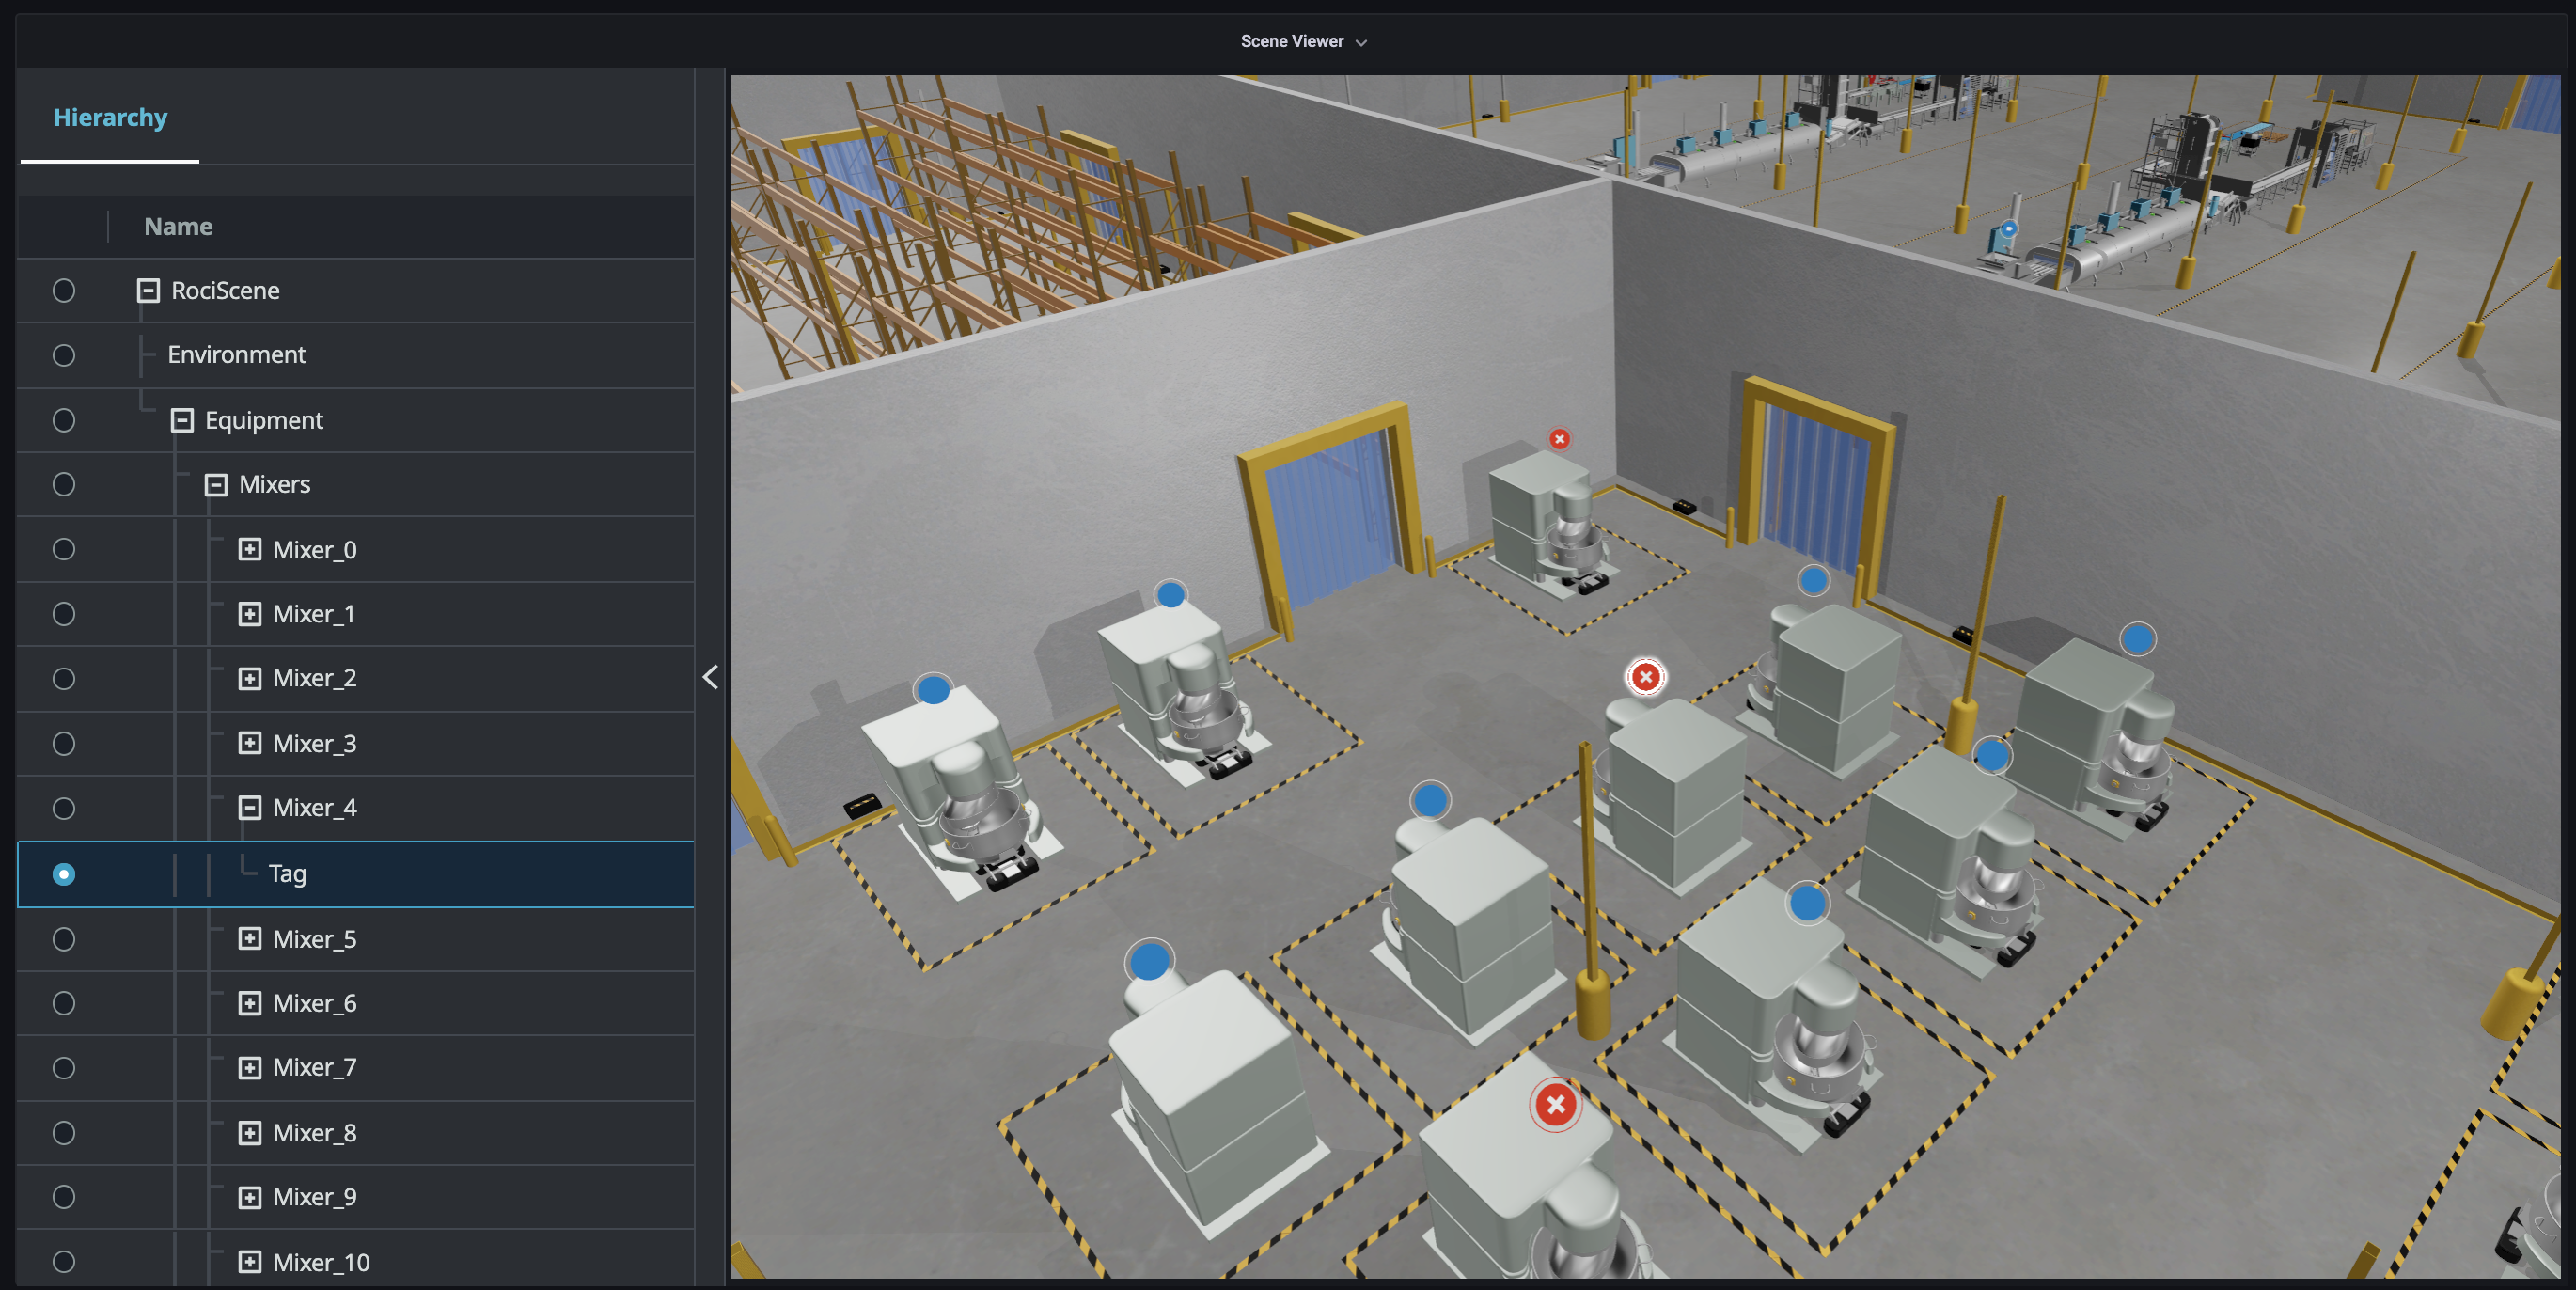 Scene Viewer
Hierarchy
Name
RociScene
Environment
Equipment
Mixers
Mixer_0
Mixer_1
Mixer_2
Mixer_3
Mixer_4
Tag
Mixer_5
Mixer_6
Mixer_7
Mixer_8
Mixer_9
Mixer_10